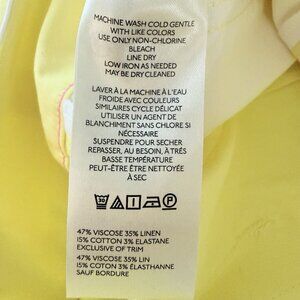 MACHINE WASH COLD GENTLE
WITH LIKE COLORS
USE ONLY NON-CHLORINE
BLEACH
LINE DRY
LOW IRON AS NEEDED
MAY BE DRY CLEANED
LAVER À LA MACHINE À L'EAU
FROIDE AVEC COULEURS
SIMILAIRES CYCLE DÉLICAT
UTILISER UN AGENT DE
BLANCHIMENT SANS CHLORE SI
NÉCESSAIRE
SUSPENDRE POUR SECHER
REPASSER, AU BESOIN, À TRÈS
BASSE TEMPÉRATURE
PEUT-ÊTRE ÊTRE NETTOYÉE
À SEC
30
47% VISCOSE 35% LINEN
15% COTTON 3% ELASTANE
EXCLUSIVE OF TRIM
47% VISCOSE 35% LIN
15% COTON 3% ÉLASTHANNE
SAUF BORDURE